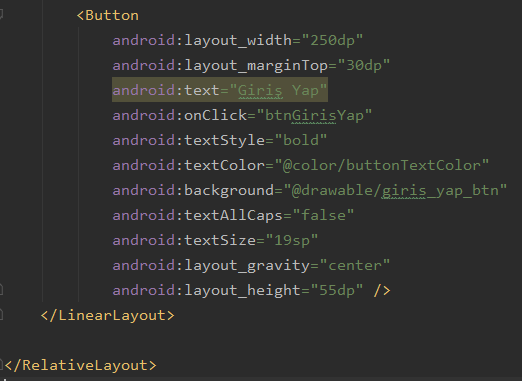 <Button
android:layout_width="250dp"
android:layout_marginTop="30dp"
android:text="Giris Yap"
android:onClick="btnGirisYap"
android:textStyle="bold"
android:textColor="@color/buttonTextColor"
android:background="@drawable/giris_yap_btn"
android:textAllCaps="false"
android:textSize="19sp"
android:layout_gravity="center"
android:layout_height="55dp" />
</LinearLayout>
</RelativeLayout>